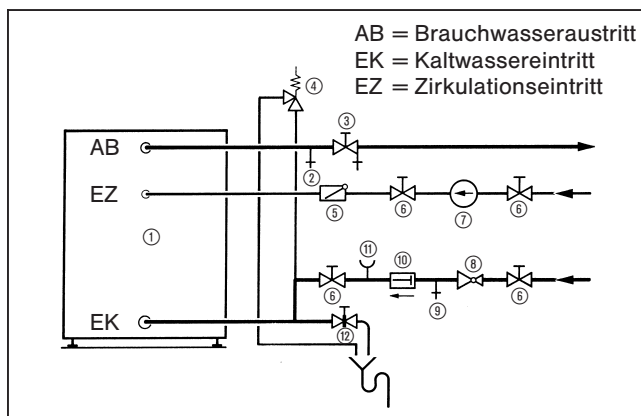 AB = Brauchwasseraustritt
EK = Kaltwassereintritt
EZ = Zirkulationseintritt
④
③
AB
②
EZ
⑤
⑥
⑦
⑥
①
⑪
⑩
⑧
⑥
⑨
⑥
EK
⑫